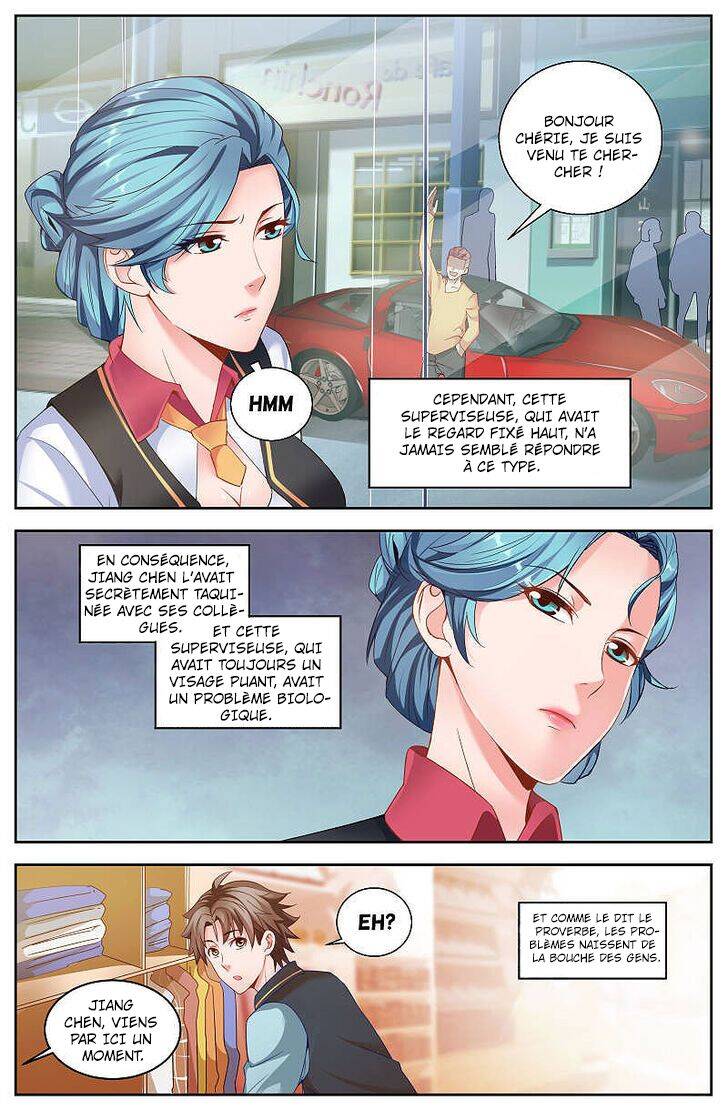 Café de
Rouchin
BONJOUR
CHÉRIE, JE SUIS
VENU TE CHER-
CHER !
HMM
CEPENDANT, CETTE
SUPERVISEUSE, QUI AVAIT
LE REGARD FIXÉ HAUT, N'A
JAMAIS SEMBLÉ RÉPONDRE
À CE TYPE.
EN CONSÉQUENCE,
JIANG CHEN L'AVAIT
SECRÈTEMENT TAQUI-
NÉE AVEC SES COLLÈ-
GUES.
ET CETTE
SUPERVISEUSE, QUI
AVAIT TOUJOURS UN
VISAGE PUANT, AVAIT
UN PROBLÈME BIOLO-
GIQUE.
EH?
ET COMME LE DIT LE
PROVERBE, LES PRO-
BLÈMES NAISSENT DE
LA BOUCHE DES GENS.
JIANG
CHEN, VIENS
PAR ICI UN
MOMENT.